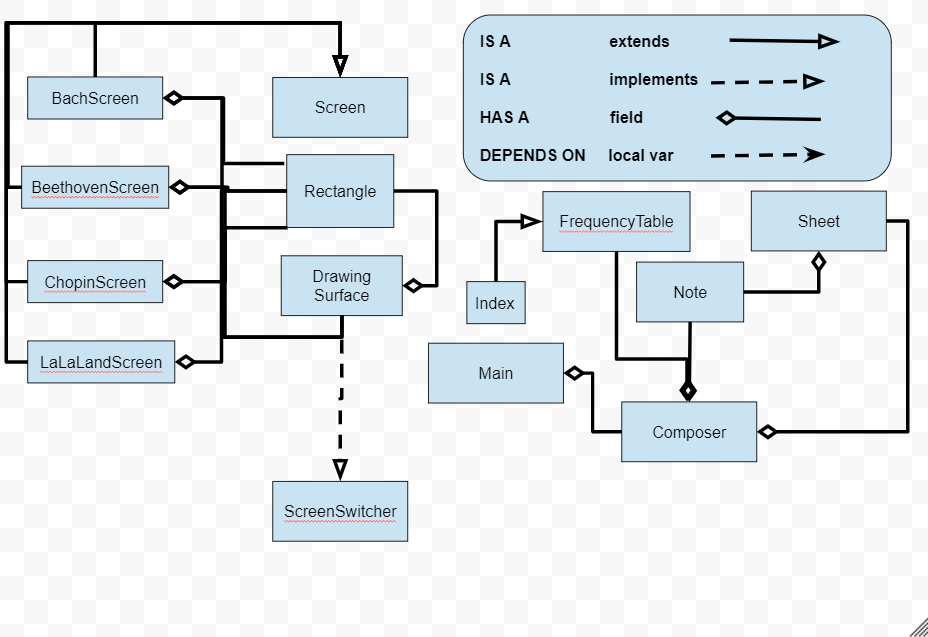 IS A extends
IS A implements
HAS A field
DEPENDS ON local var
BachScreen
Screen
BeethovenScreen
Rectangle
FrequencyTable
Sheet
ChopinScreen
Drawing
Surface
Index
Note
LaLaLandScreen
Main
Composer
ScreenSwitcher